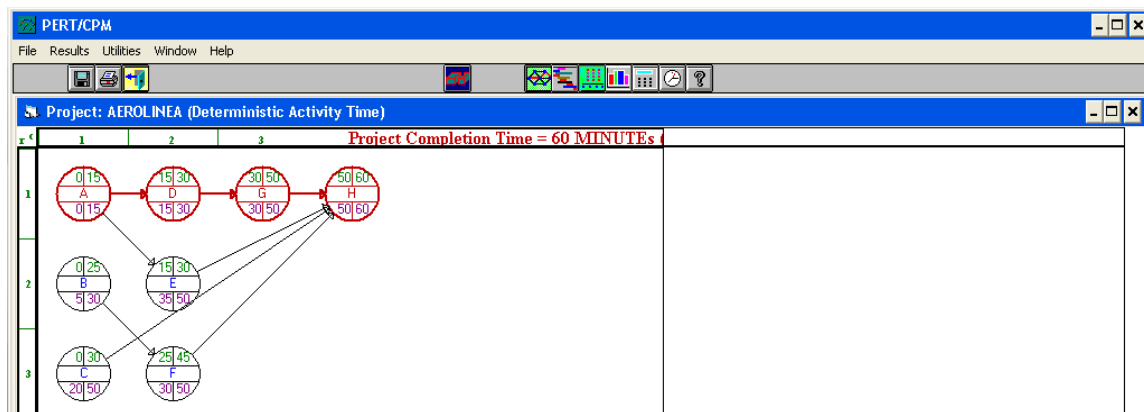 PERT/CPM
File Results Utilities Window Help
Project: AEROLINEA (Deterministic Activity Time)
1 2 3 Project Completion Time = 60 MINUTEs (
1
0 15 15 30 30 50 50 60
A D G H
0 15 15 30 30 50 50 60
2
0 25 15 30
B E
5 30 35 50
3
0 30 25 45
C F
20 50 30 50